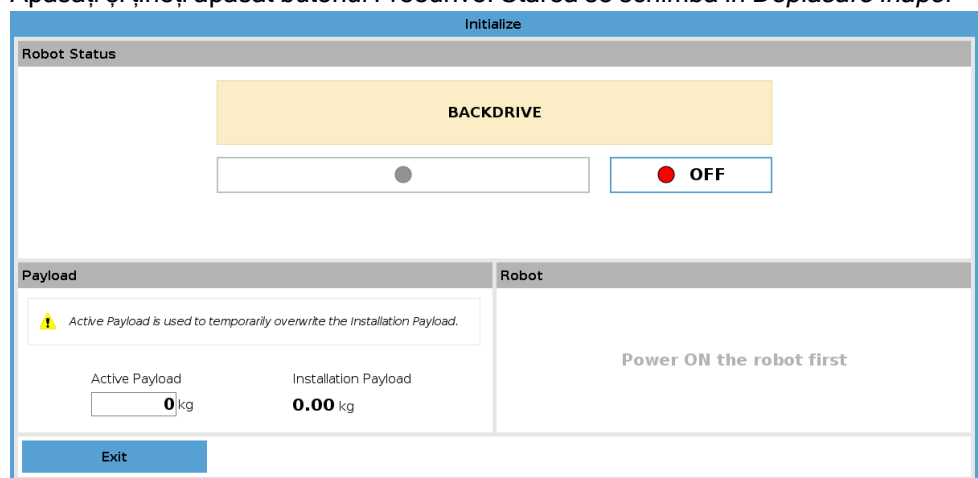 Apăsați și țineți apăsat butonul Freedrive. Starea se schimbă în Deplasare înapoi
Initialize
Robot Status
BACKDRIVE
OFF
Payload
Robot
Active Payload is used to temporarily overwrite the Installation Payload.
Power ON the robot first
Active Payload
Installation Payload
0 kg
0.00 kg
Exit